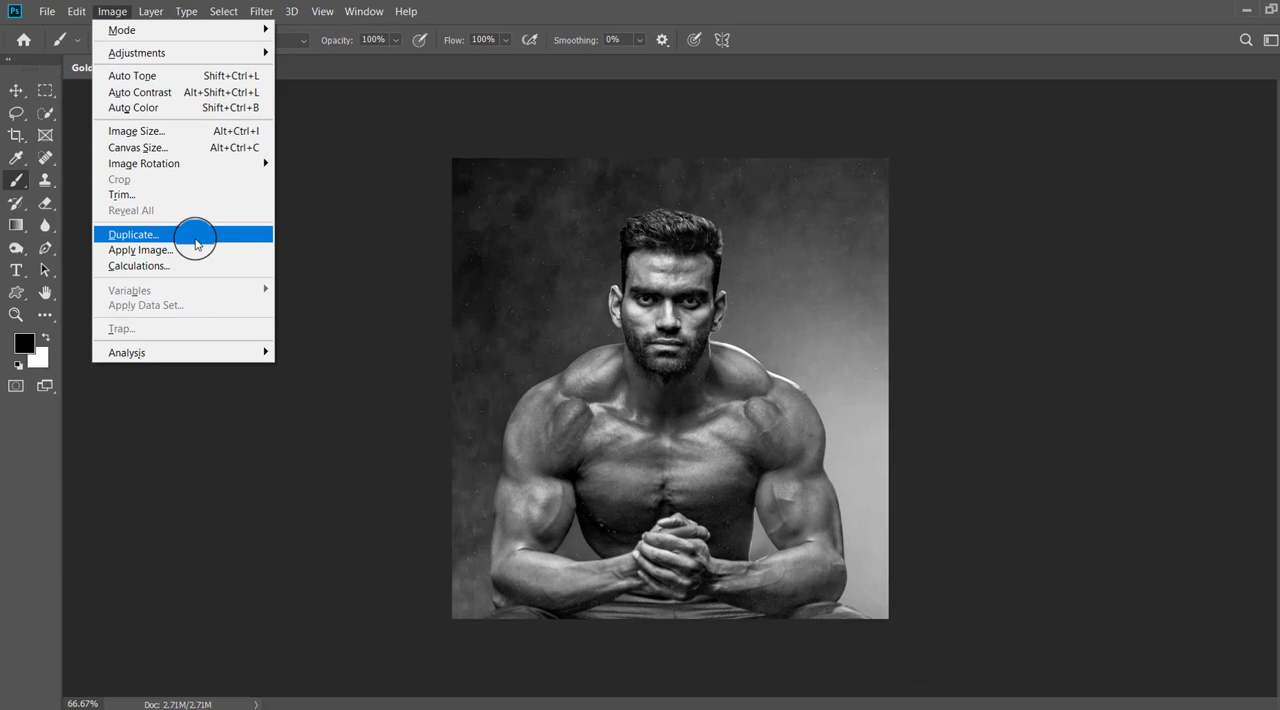 Ps File Edit Image Layer Type Select Filter 3D View Window Help
Opacity: 100% Flow: 100% Smoothing: 0%
Gold
Mode
Adjustments
Auto Tone Shift+Ctrl+L
Auto Contrast Alt+Shift+Ctrl+L
Auto Color Shift+Ctrl+B
Image Size... Alt+Ctrl+I
Canvas Size... Alt+Ctrl+C
Image Rotation
Crop
Trim...
Reveal All
Duplicate...
Apply Image...
Calculations...
Variables
Apply Data Set...
Trap...
Analysis
66.67% Doc: 2.71M/2.71M